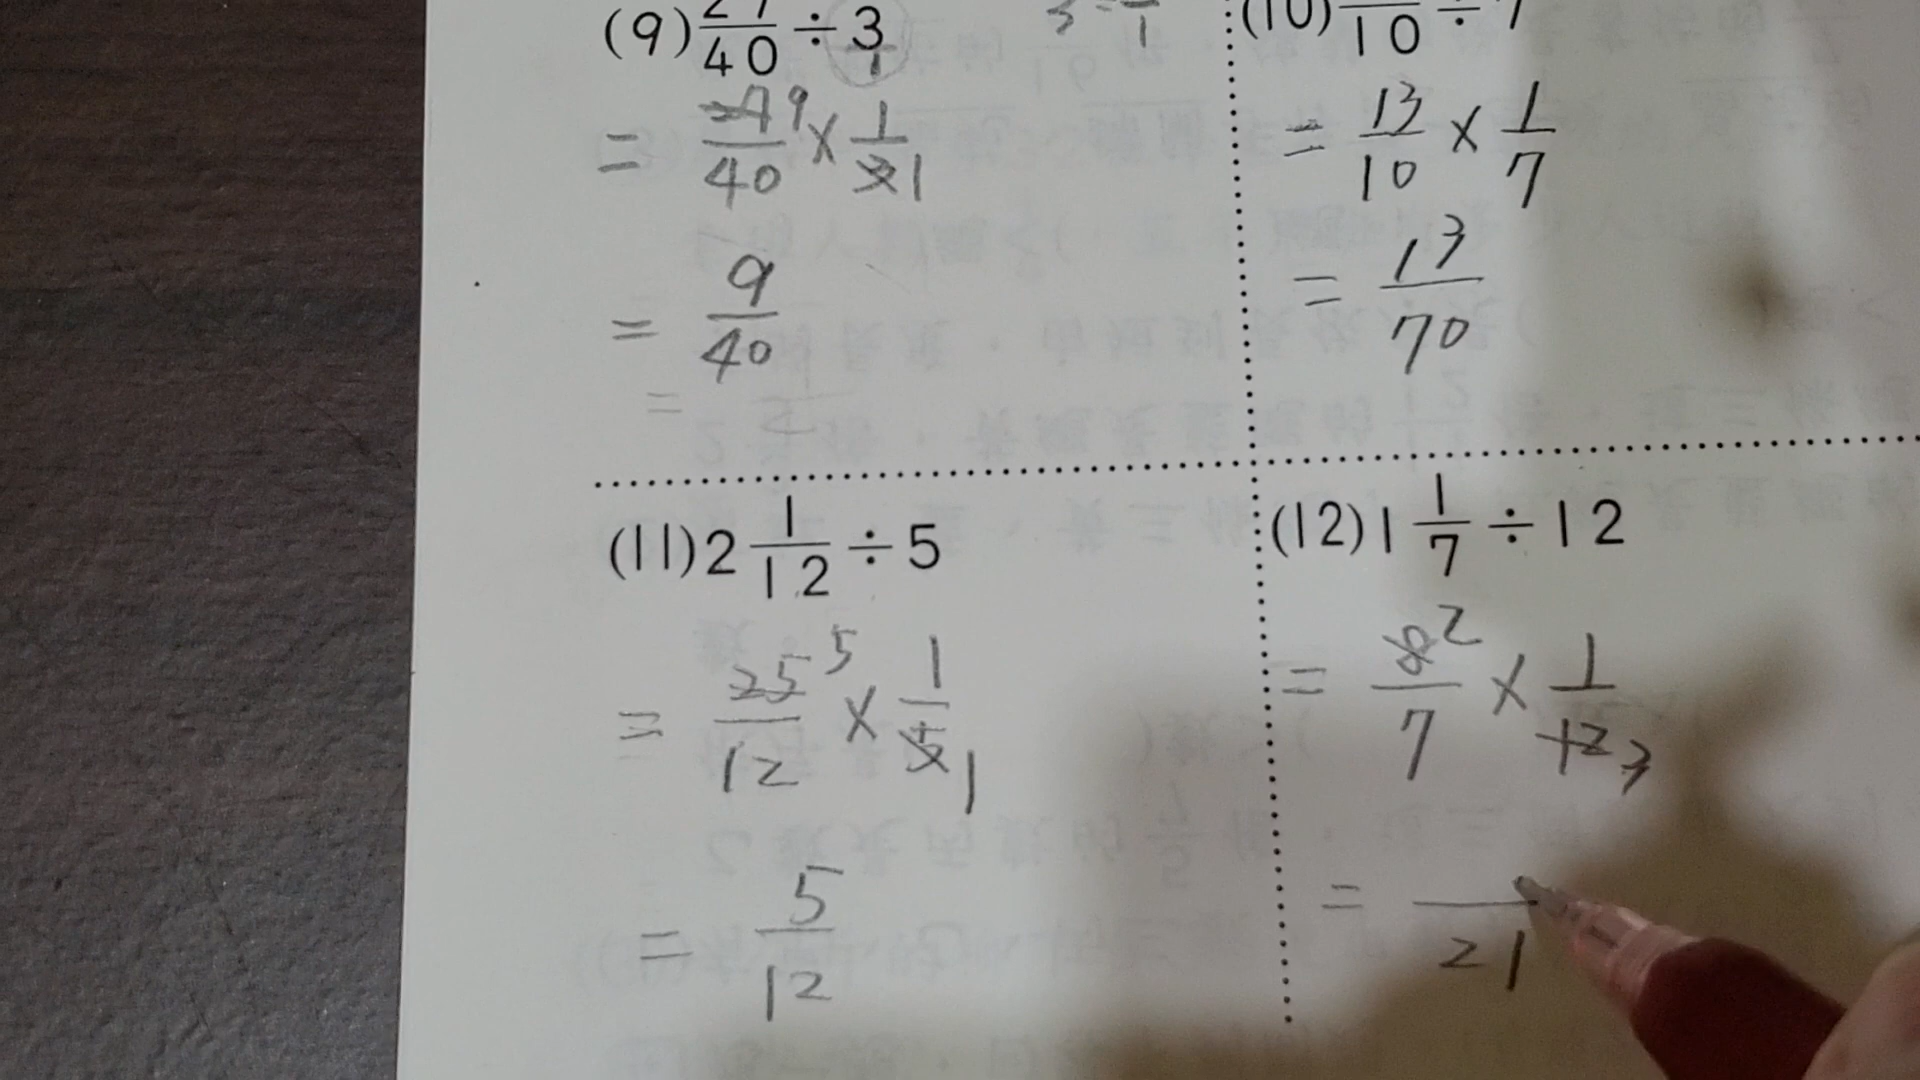 (9) 27/40 ÷ 3
= 27 9/40 × 1/3 1
= 9/40
=
(10) /10 ÷ 7
= 13/10 × 1/7
= 13/70
(11) 2 1/12 ÷ 5
= 25 5/12 × 1/5 1
= 5/12
(12) 1 1/7 ÷ 12
= 8 2/7 × 1/12 3
= /21